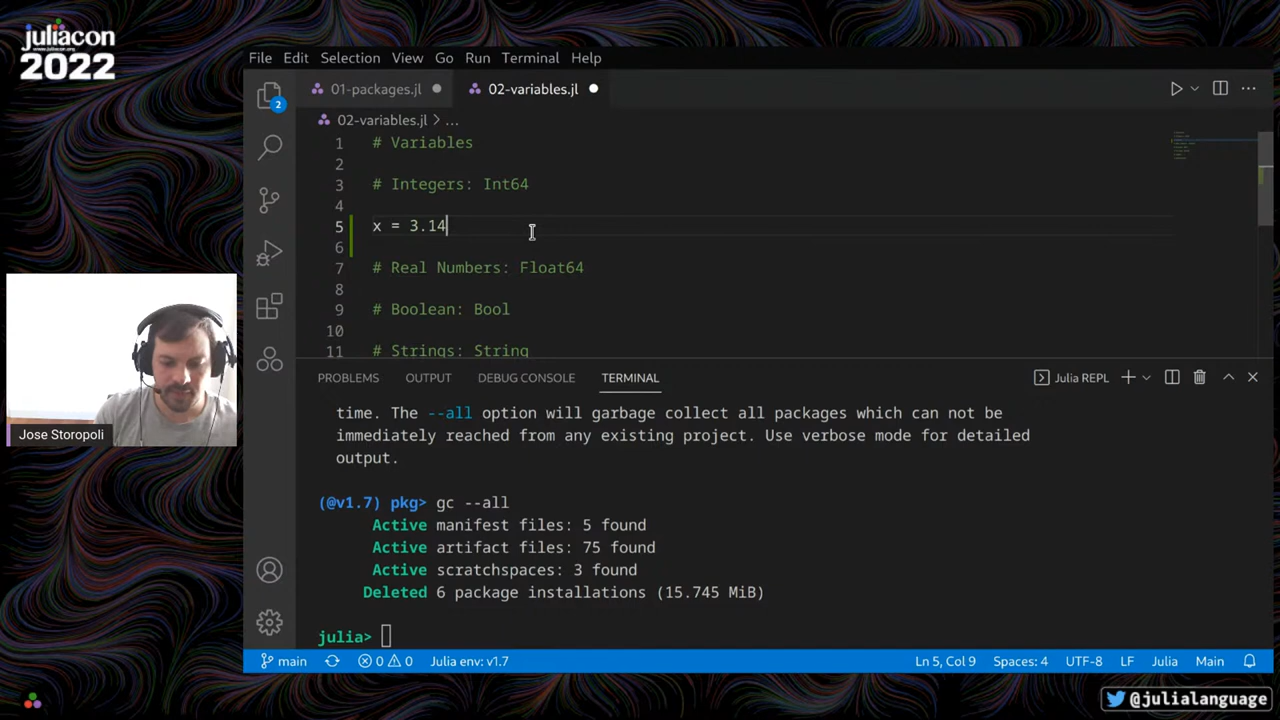 juliacon
www.juliacon.org
2022
File Edit Selection View Go Run Terminal Help
2
01-packages.jl
02-variables.jl
02-variables.jl > ...
1 # Variables
2
3 # Integers: Int64
4
5 x = 3.14
6
7 # Real Numbers: Float64
8
9 # Boolean: Bool
10
11 # Strings: String
PROBLEMS OUTPUT DEBUG CONSOLE TERMINAL Julia REPL
time. The --all option will garbage collect all packages which can not be
immediately reached from any existing project. Use verbose mode for detailed
output.
(@v1.7) pkg> gc --all
Active manifest files: 5 found
Active artifact files: 75 found
Active scratchspaces: 3 found
Deleted 6 package installations (15.745 MiB)
julia>
Jose Storopoli
main 0 0 Julia env: v1.7 Ln 5, Col 9 Spaces: 4 UTF-8 LF Julia Main
@julialanguage